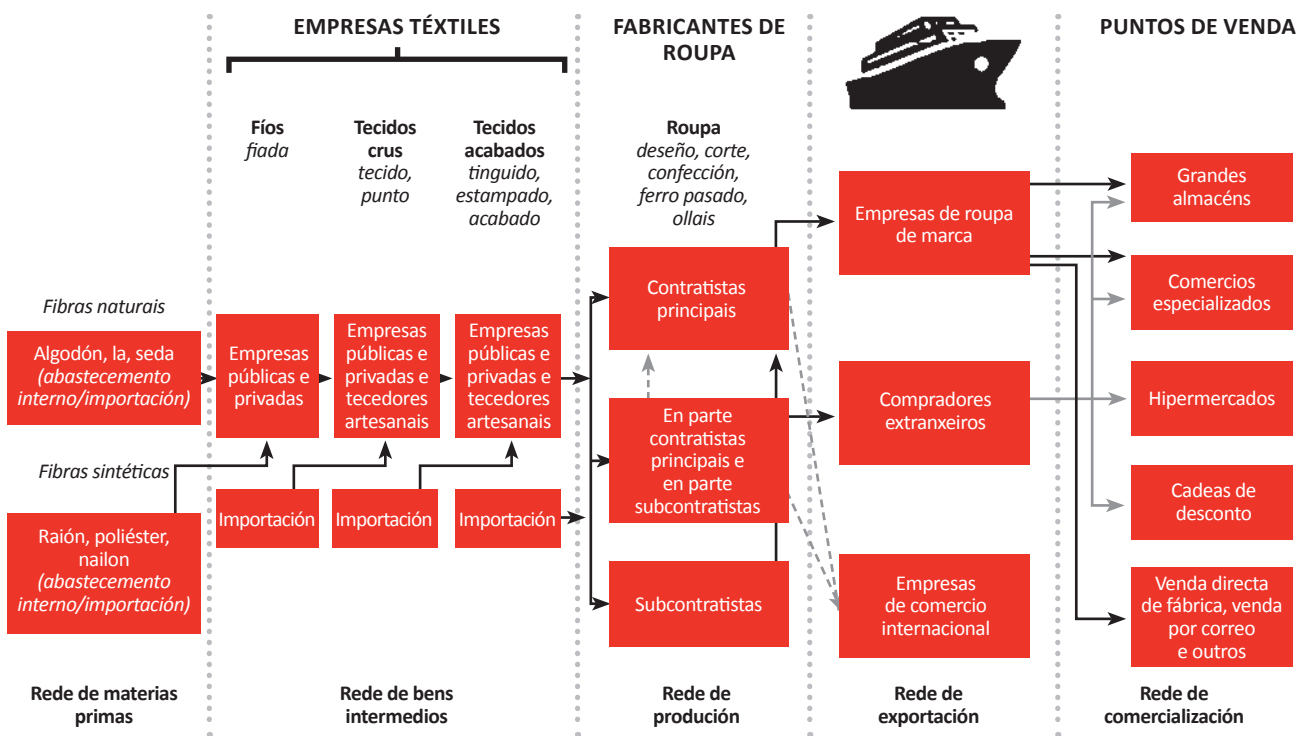 EMPRESAS TÉXTILES
FABRICANTES DE
ROUPA
PUNTOS DE VENDA
Fíos
fiada
Tecidos
crus
tecido,
punto
Tecidos
acabados
tinguido,
estampado,
acabado
Roupa
deseño, corte,
confección,
ferro pasado,
ollais
Fibras naturais
Algodón, la, seda
(abastecemento
interno/importación)
Fibras sintéticas
Raión, poliéster,
nailon
(abastecemento
interno/importación)
Empresas
públicas e
privadas
Empresas
públicas e
privadas e
tecedores
artesanais
Empresas
públicas e
privadas e
tecedores
artesanais
Importación
Importación
Importación
Contratistas
principais
En parte
contratistas
principais e
en parte
subcontratistas
Subcontratistas
Empresas de roupa
de marca
Compradores
extranxeiros
Empresas
de comercio
internacional
Grandes
almacéns
Comercios
especializados
Hipermercados
Cadeas de
desconto
Venda directa
de fábrica, venda
por correo
e outros
Rede de materias
primas
Rede de bens
intermedios
Rede de
produción
Rede de
exportación
Rede de
comercialización